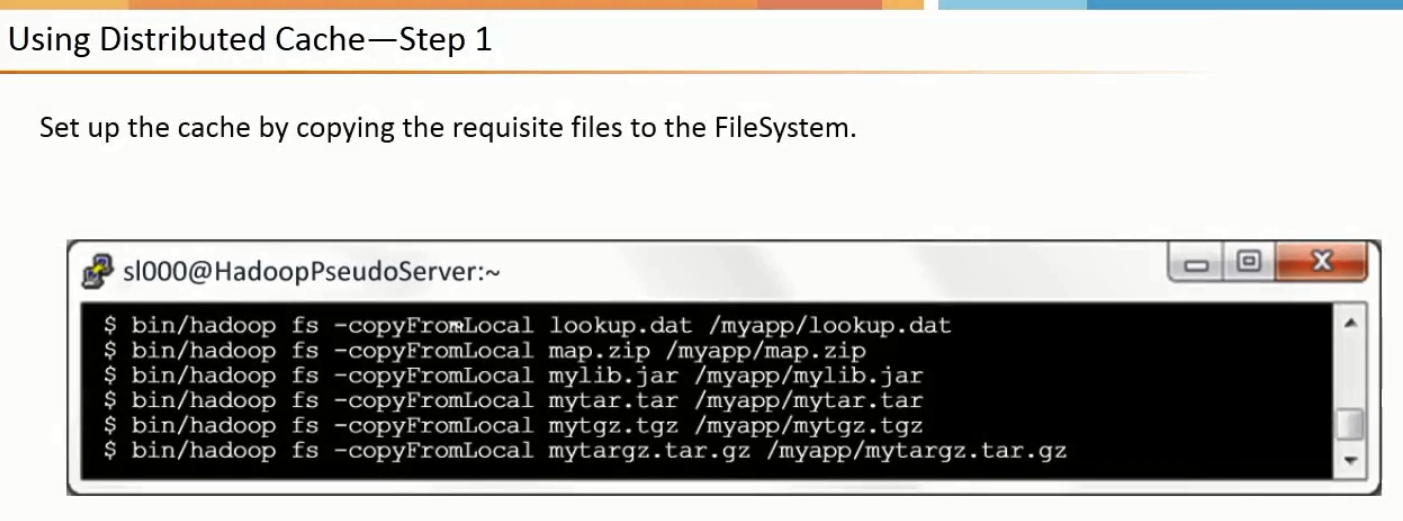 Using Distributed Cache—Step 1
Set up the cache by copying the requisite files to the FileSystem.
sl000@HadoopPseudoServer:~
$ bin/hadoop fs -copyFromLocal lookup.dat /myapp/lookup.dat
$ bin/hadoop fs -copyFromLocal map.zip /myapp/map.zip
$ bin/hadoop fs -copyFromLocal mylib.jar /myapp/mylib.jar
$ bin/hadoop fs -copyFromLocal mytar.tar /myapp/mytar.tar
$ bin/hadoop fs -copyFromLocal mytgz.tgz /myapp/mytgz.tgz
$ bin/hadoop fs -copyFromLocal mytargz.tar.gz /myapp/mytargz.tar.gz